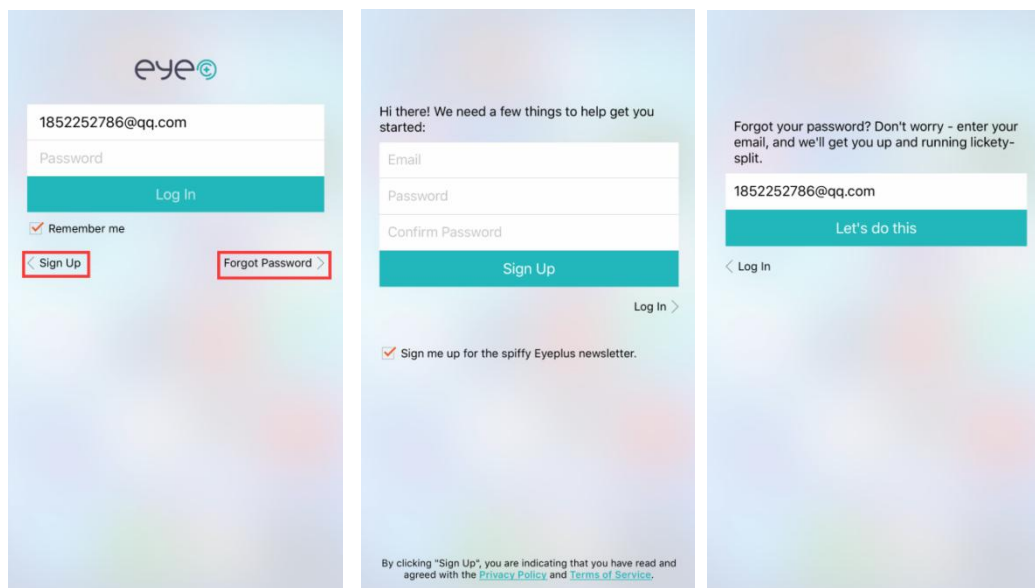 eye
1852252786@qq.com
Password
Log In
Remember me
Sign Up
Forgot Password
Hi there! We need a few things to help get you
started:
Email
Password
Confirm Password
Sign Up
Log In
Sign me up for the spiffy Eyeplus newsletter.
By clicking "Sign Up", you are indicating that you have read and
agreed with the Privacy Policy and Terms of Service.
Forgot your password? Don't worry - enter your
email, and we'll get you up and running lickety-
split.
1852252786@qq.com
Let's do this
Log In